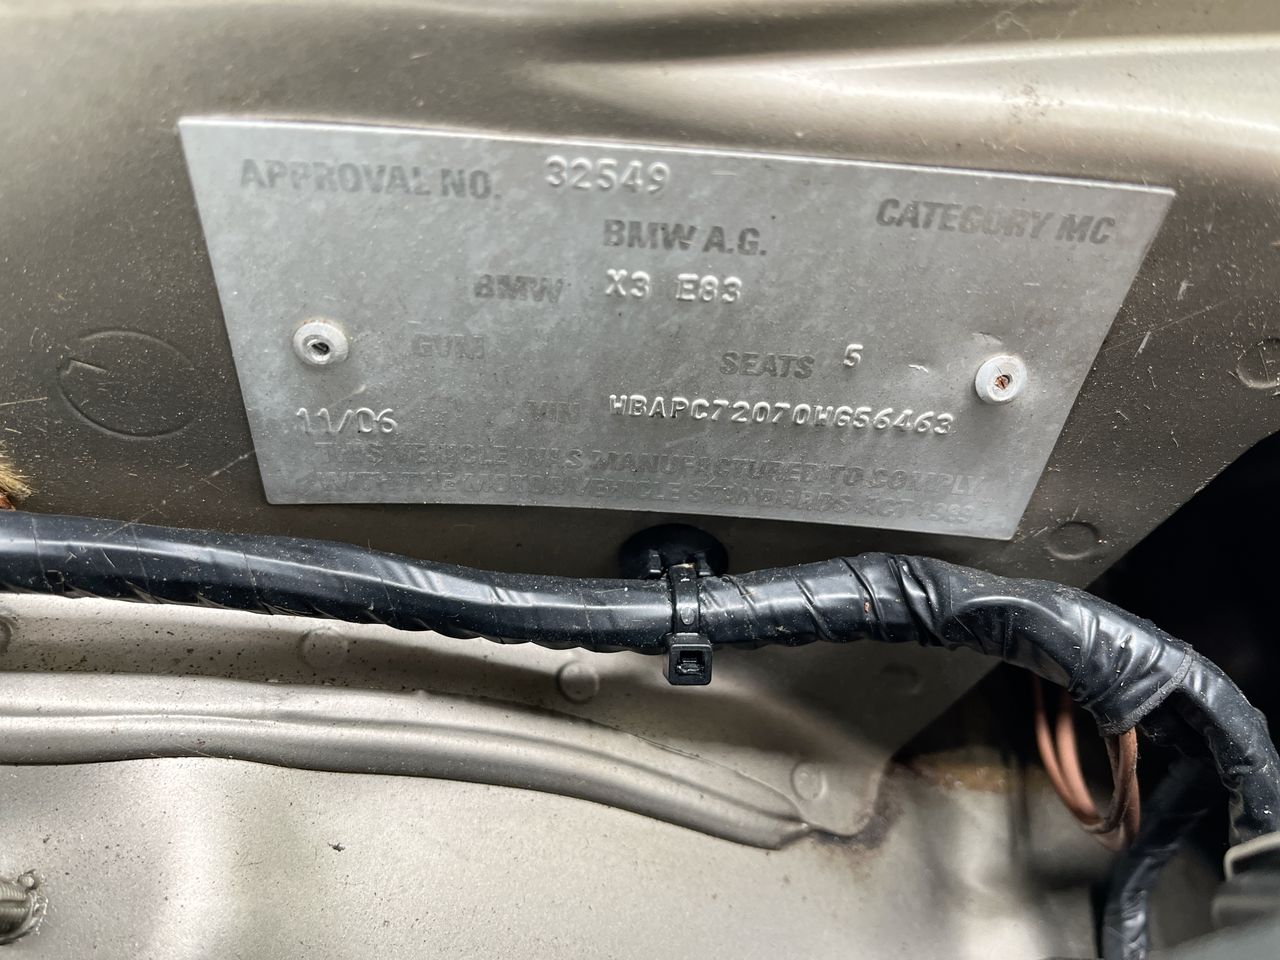 APPROVAL NO. 32549
CATEGORY MC
BMW A.G.
BMW X3 E83
GVM SEATS 5
11/06 VIN WBAPC72070WG56463
THIS VEHICLE WAS MANUFACTURED TO COMPLY
WITH THE MOTOR VEHICLE STANDARDS ACT 1989